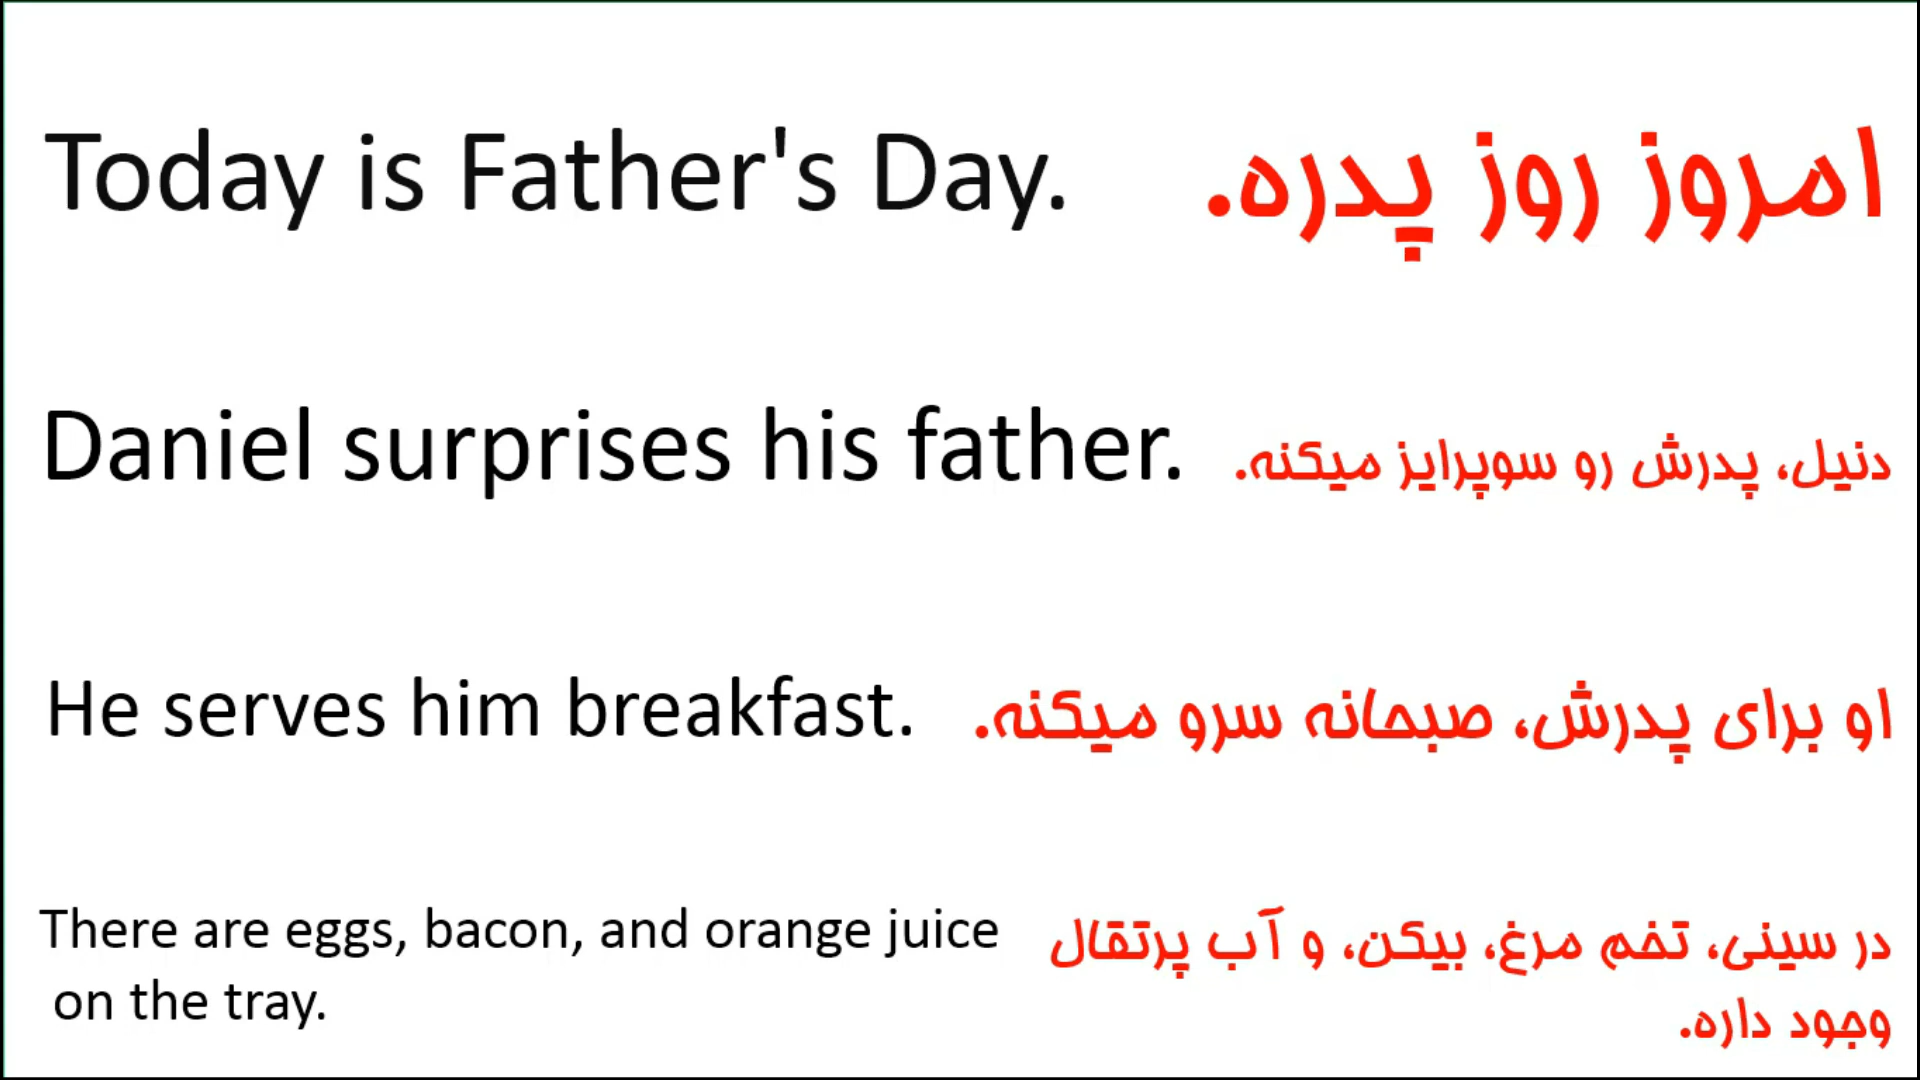 Today is Father's Day.
امروز روز پدره.
Daniel surprises his father.
دنیل، پدرش رو سوپرایز میکنه.
He serves him breakfast.
او برای پدرش، صبحانه سرو میکنه.
There are eggs, bacon, and orange juice
on the tray.
در سینی، تخم مرغ، بیکن، و آب پرتقال
وجود داره.